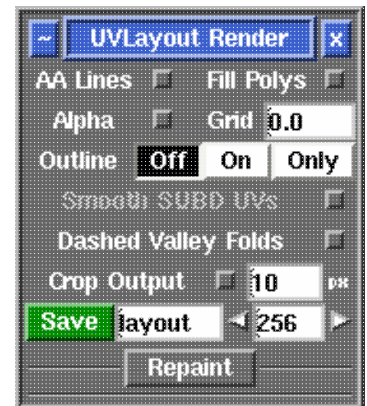 ~ UVLayout Render x
AA Lines Fill Polys
Alpha Grid 0.0
Outline Off On Only
Smooth SUBD UVs
Dashed Valley Folds
Crop Output 10 px
Save layout 256
Repaint